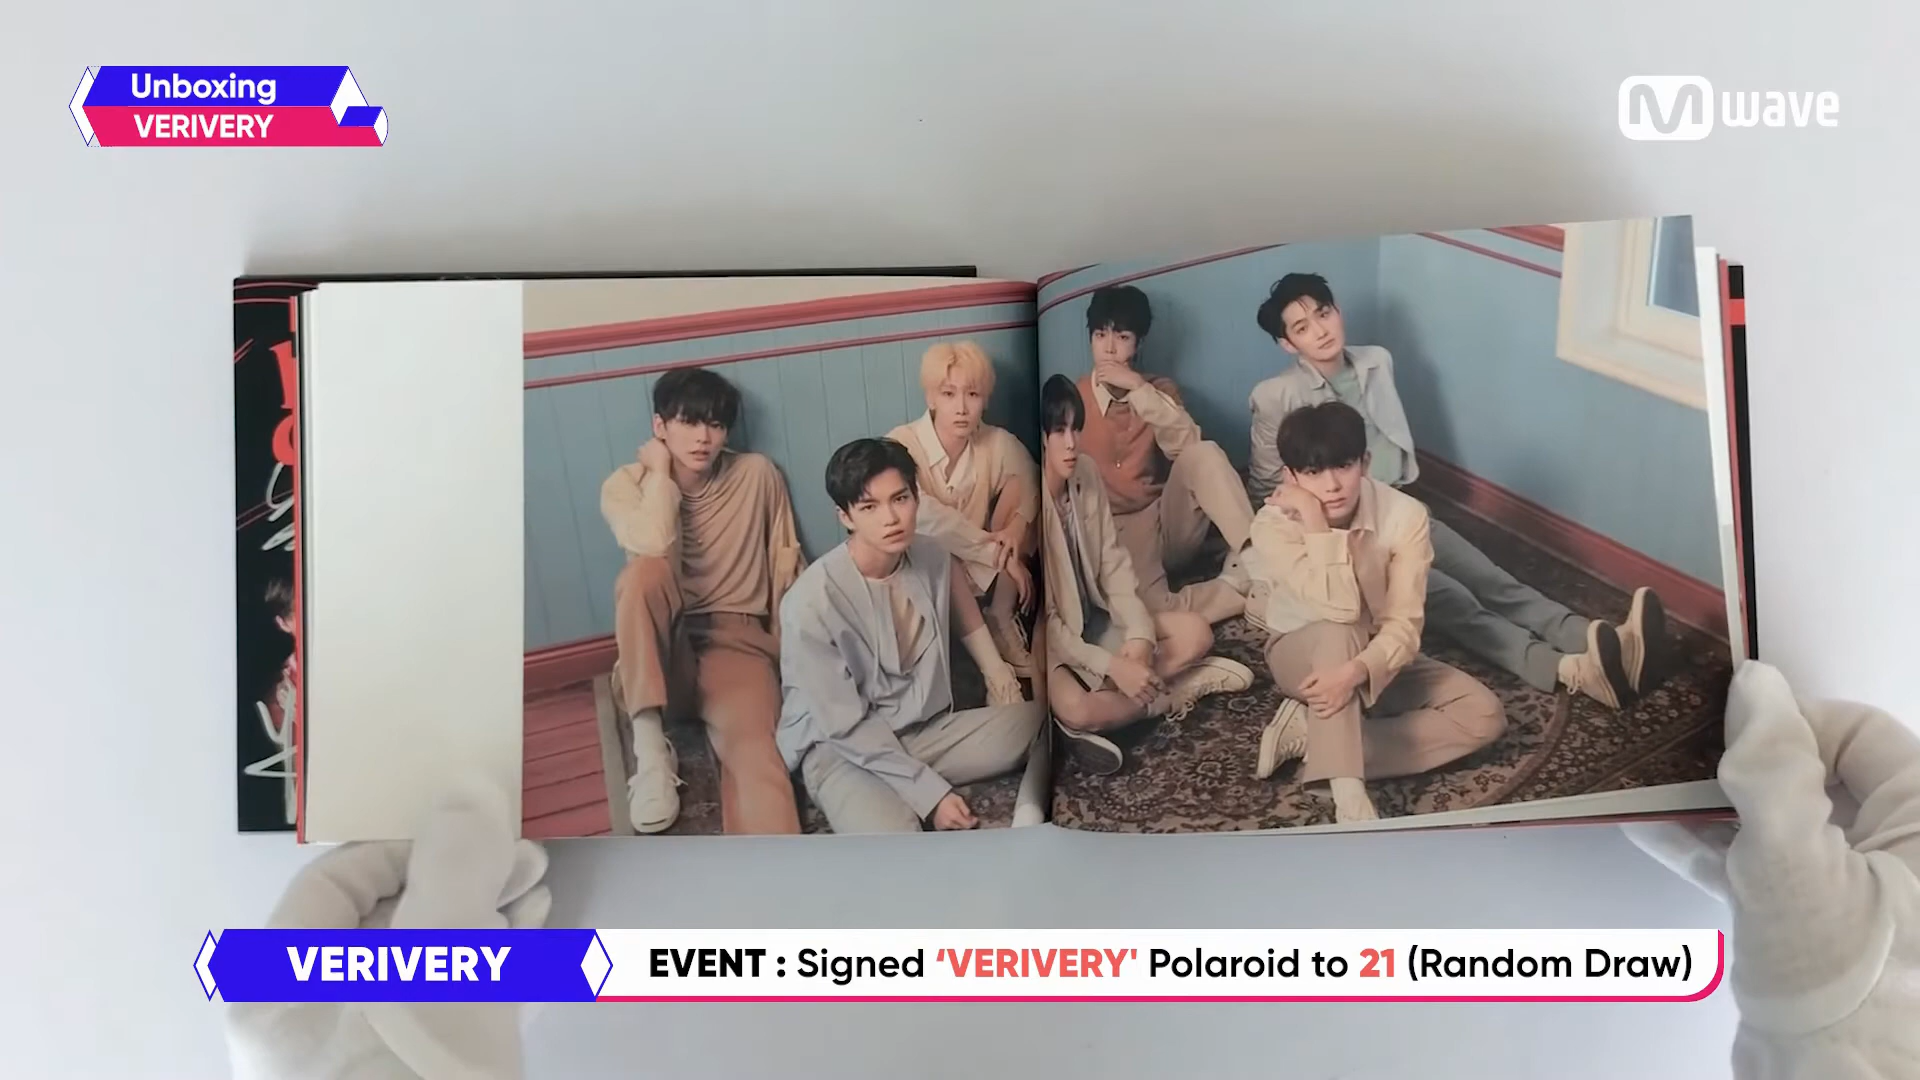 Unboxing
VERIVERY
M wave
VERIVERY
EVENT : Signed ‘VERIVERY' Polaroid to 21 (Random Draw)